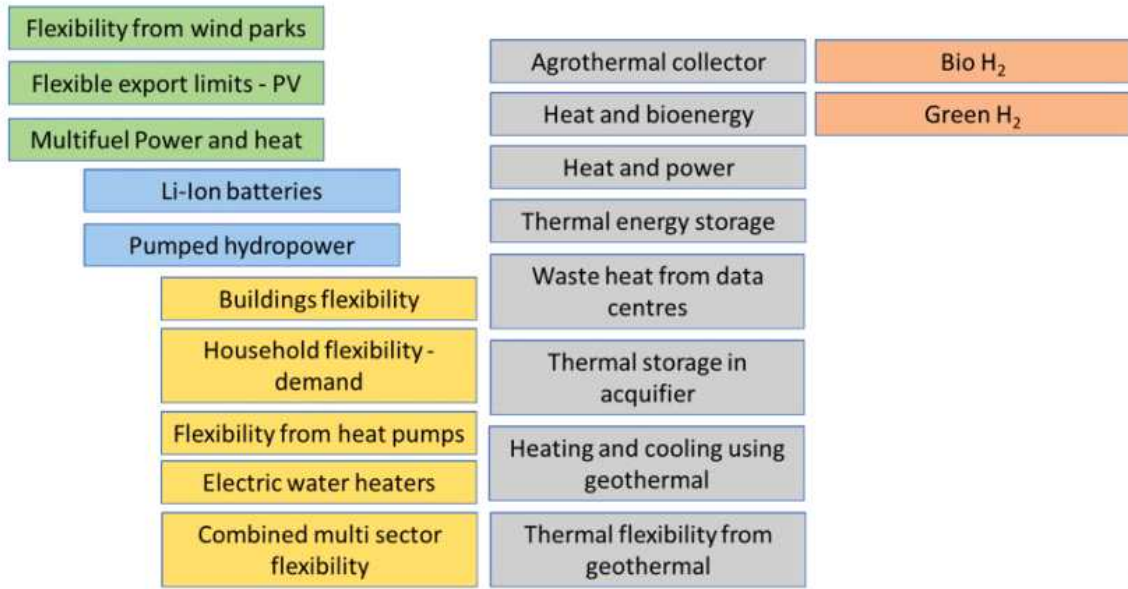 Flexibility from wind parks
Flexible export limits - PV
Multifuel Power and heat
Li-Ion batteries
Pumped hydropower
Buildings flexibility
Household flexibility -
demand
Flexibility from heat pumps
Electric water heaters
Combined multi sector
flexibility
Agrothermal collector
Heat and bioenergy
Heat and power
Thermal energy storage
Waste heat from data
centres
Thermal storage in
acquifier
Heating and cooling using
geothermal
Thermal flexibility from
geothermal
Bio H₂
Green H₂